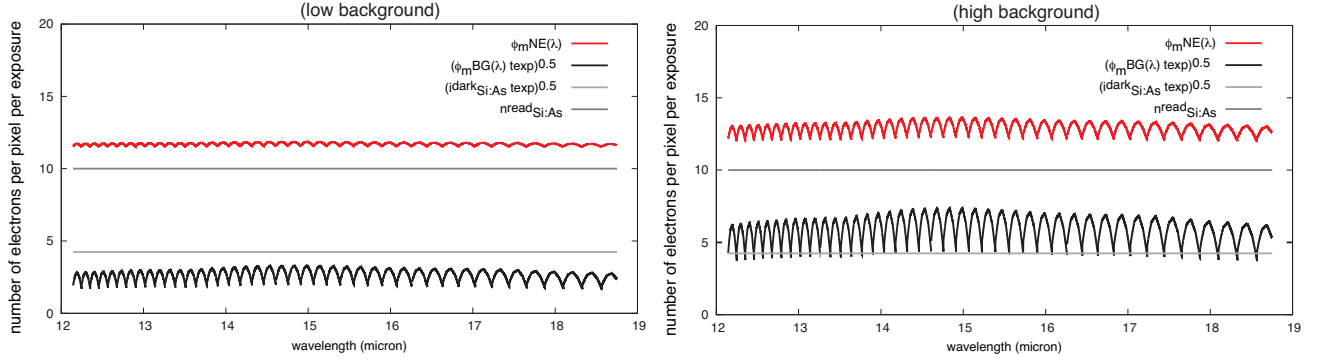 (low background)
number of electrons per pixel per exposure
20
15
10
5
0
ϕmNE(λ)
(ϕmBG(λ) texp)0.5
(idarkSi:As texp)0.5
nreadSi:As
12 13 14 15 16 17 18 19
wavelength (micron)
(high background)
number of electrons per pixel per exposure
20
15
10
5
0
ϕmNE(λ)
(ϕmBG(λ) texp)0.5
(idarkSi:As texp)0.5
nreadSi:As
12 13 14 15 16 17 18 19
wavelength (micron)